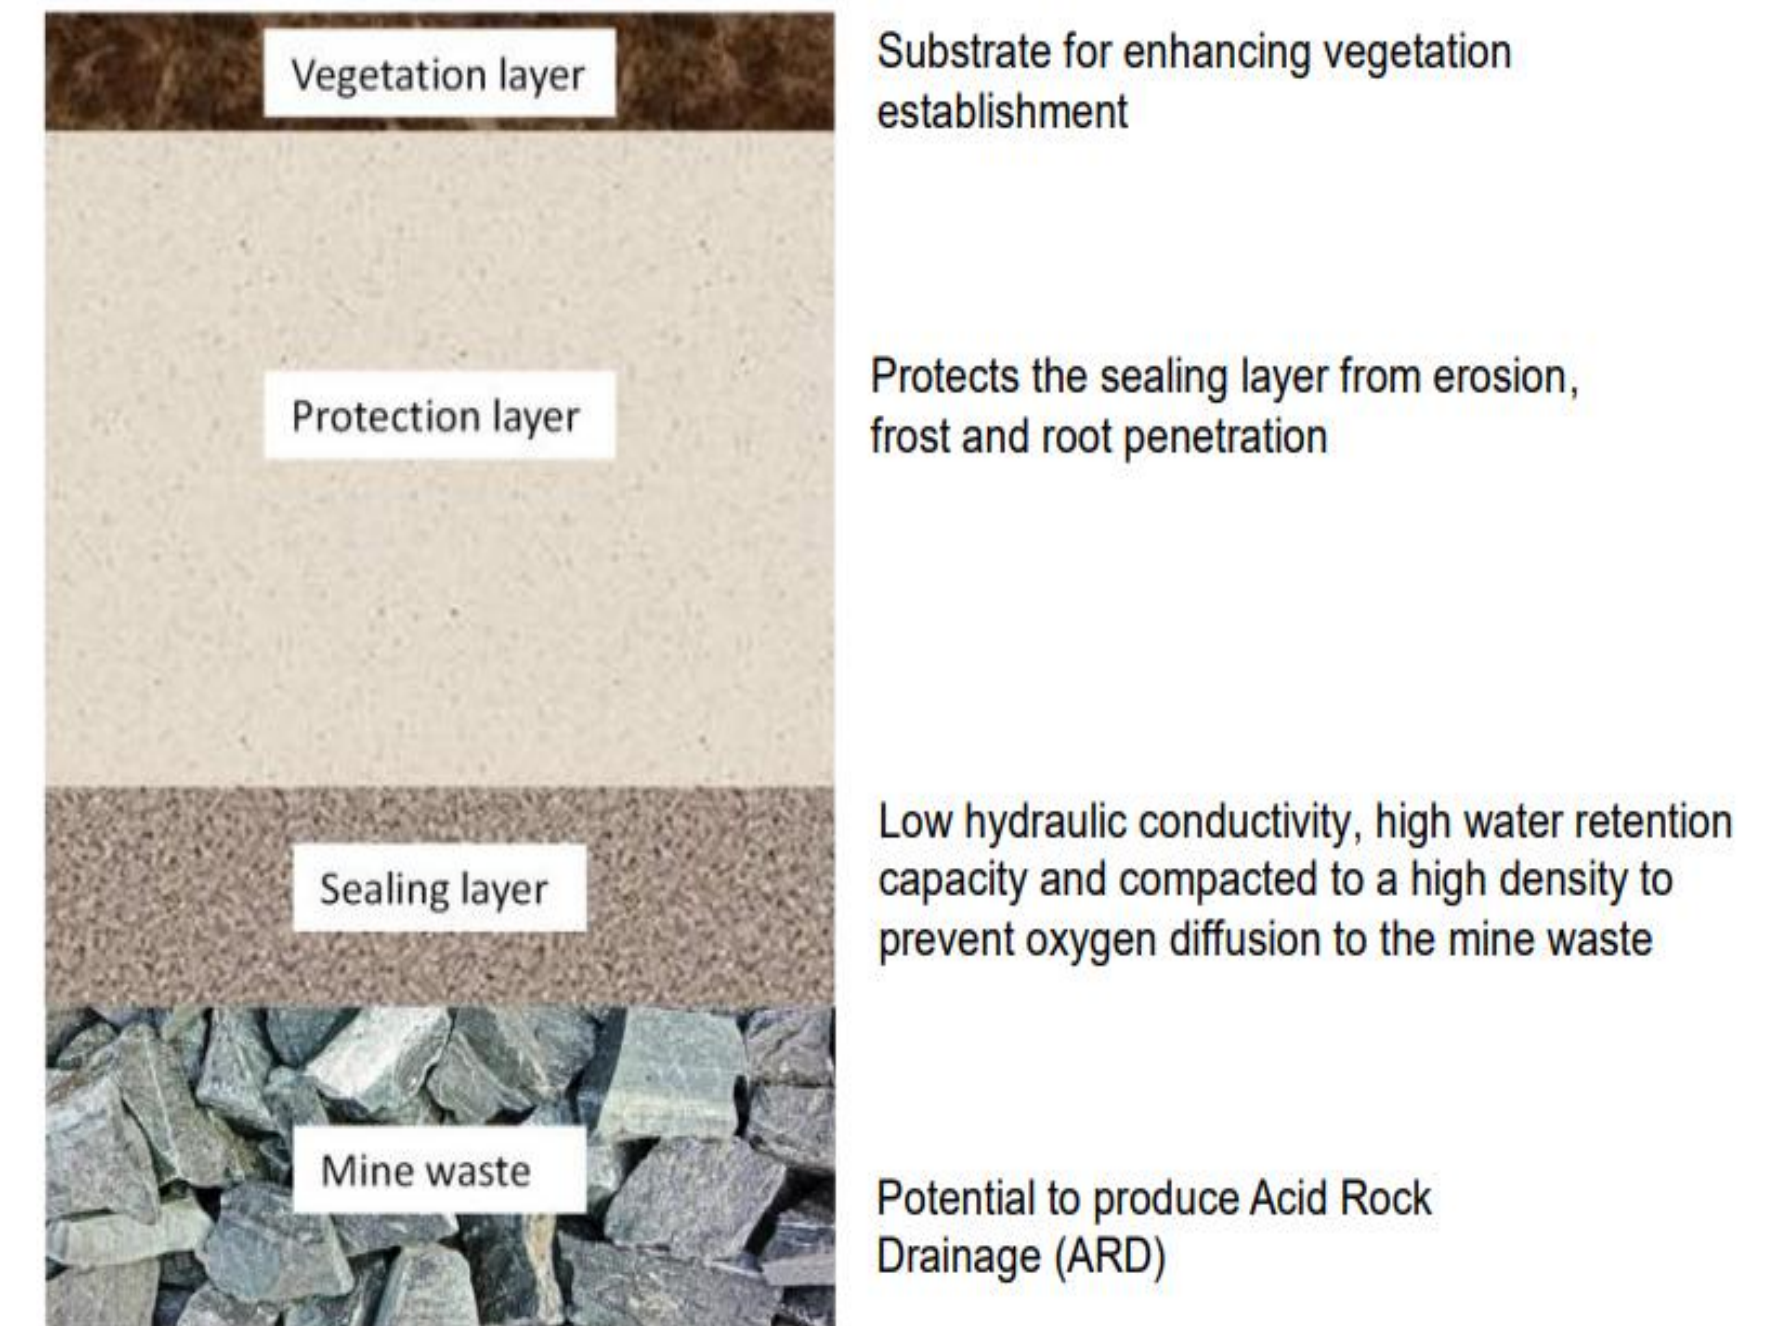 Vegetation layer
Substrate for enhancing vegetation
establishment
Protection layer
Protects the sealing layer from erosion,
frost and root penetration
Sealing layer
Low hydraulic conductivity, high water retention
capacity and compacted to a high density to
prevent oxygen diffusion to the mine waste
Mine waste
Potential to produce Acid Rock
Drainage (ARD)